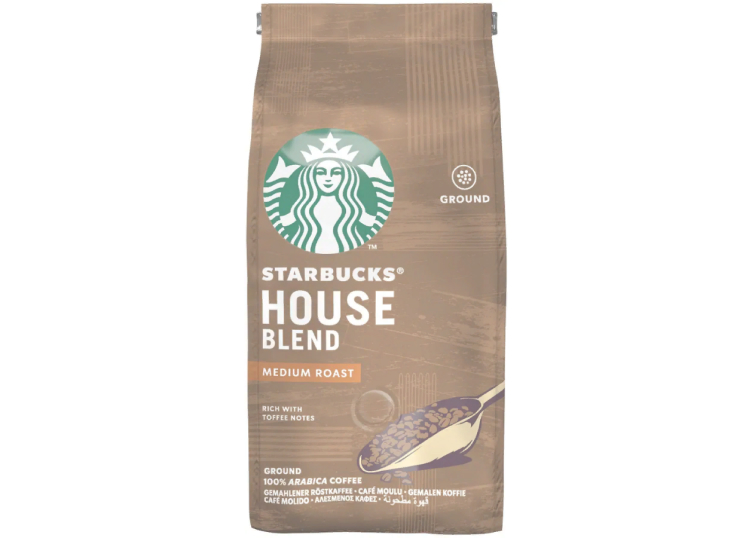 GROUND
TM
STARBUCKS®
HOUSE
BLEND
MEDIUM ROAST
RICH WITH
TOFFEE NOTES
GROUND
100% ARABICA COFFEE
GEMAHLENER RÖSTKAFFEE • CAFÉ MOULU • GEMALEN KOFFIE
CAFÉ MOLIDO • ΑΛΕΣΜΕΝΟΣ ΚΑΦΕΣ • قهوة مطحونة